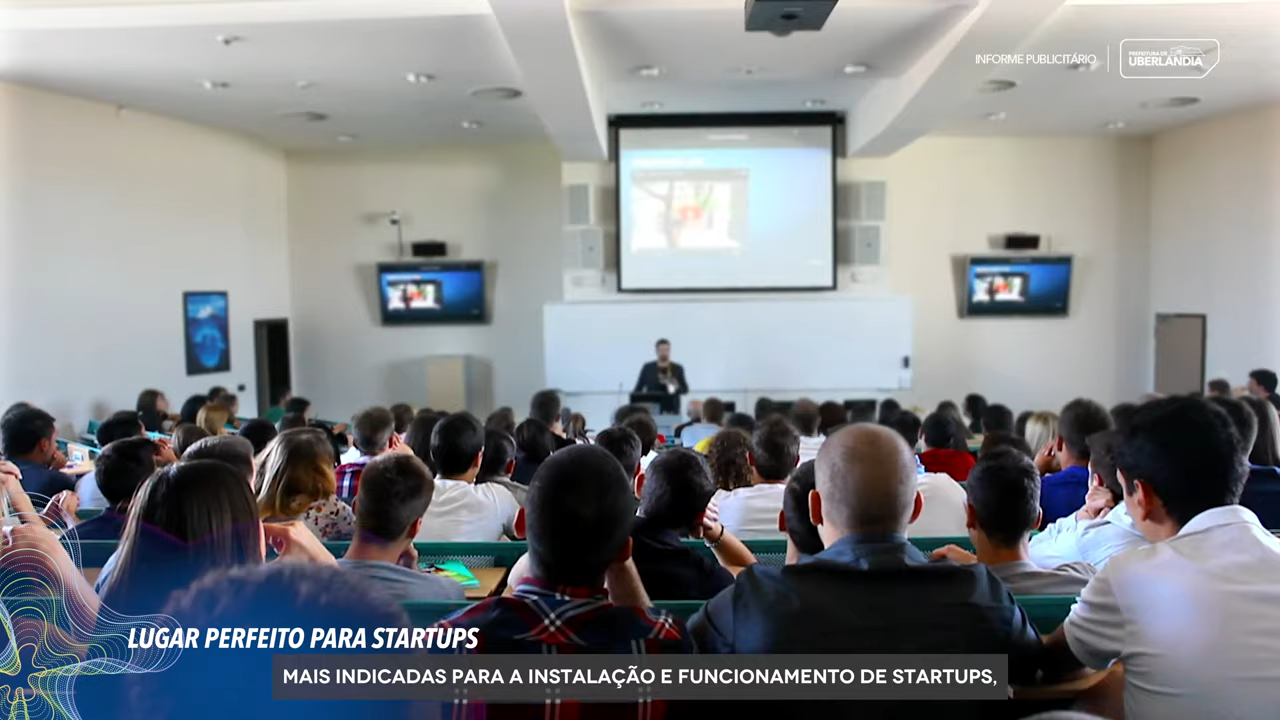 INFORME PUBLICITÁRIO
PREFEITURA DE
UBERLÂNDIA
LUGAR PERFEITO PARA STARTUPS
MAIS INDICADAS PARA A INSTALAÇÃO E FUNCIONAMENTO DE STARTUPS,